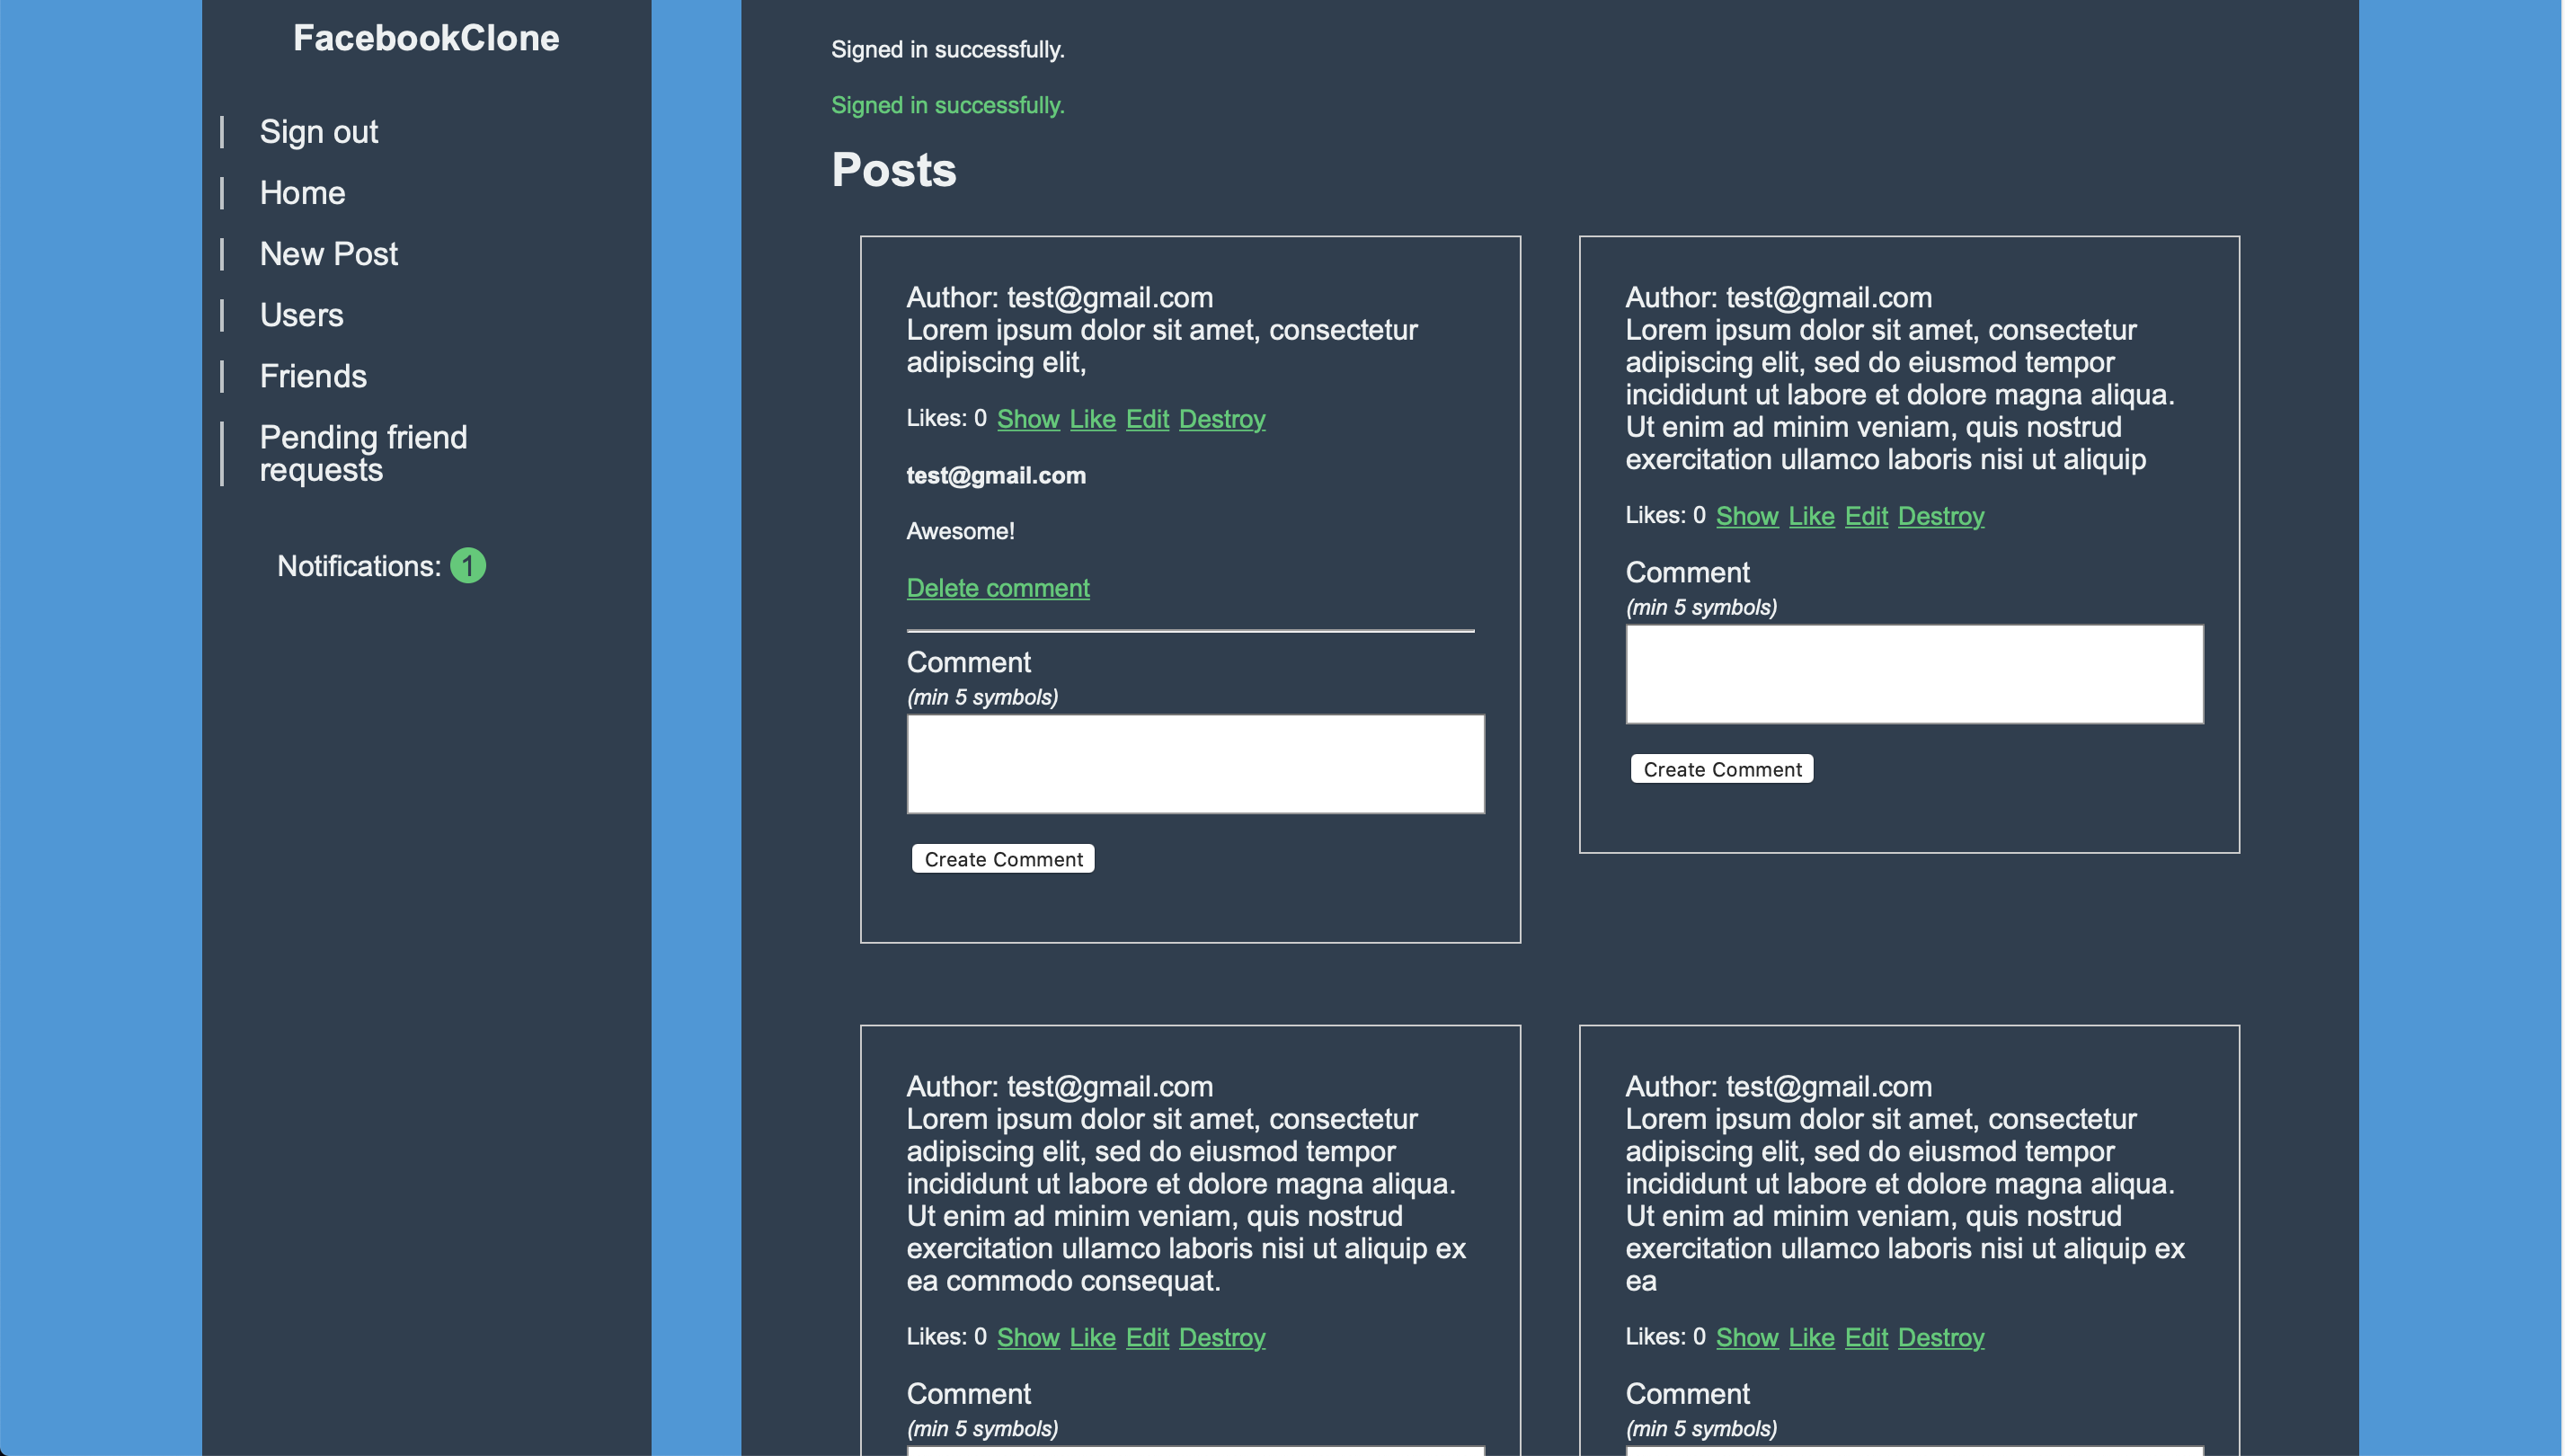 FacebookClone
Sign out
Home
New Post
Users
Friends
Pending friend
requests
Notifications: 1
Signed in successfully.
Signed in successfully.
Posts
Author: test@gmail.com
Lorem ipsum dolor sit amet, consectetur
adipiscing elit,
Likes: 0 Show Like Edit Destroy
test@gmail.com
Awesome!
Delete comment
Comment
(min 5 symbols)
Create Comment
Author: test@gmail.com
Lorem ipsum dolor sit amet, consectetur
adipiscing elit, sed do eiusmod tempor
incididunt ut labore et dolore magna aliqua.
Ut enim ad minim veniam, quis nostrud
exercitation ullamco laboris nisi ut aliquip
Likes: 0 Show Like Edit Destroy
Comment
(min 5 symbols)
Create Comment
Author: test@gmail.com
Lorem ipsum dolor sit amet, consectetur
adipiscing elit, sed do eiusmod tempor
incididunt ut labore et dolore magna aliqua.
Ut enim ad minim veniam, quis nostrud
exercitation ullamco laboris nisi ut aliquip ex
ea commodo consequat.
Likes: 0 Show Like Edit Destroy
Comment
(min 5 symbols)
Author: test@gmail.com
Lorem ipsum dolor sit amet, consectetur
adipiscing elit, sed do eiusmod tempor
incididunt ut labore et dolore magna aliqua.
Ut enim ad minim veniam, quis nostrud
exercitation ullamco laboris nisi ut aliquip ex
ea
Likes: 0 Show Like Edit Destroy
Comment
(min 5 symbols)